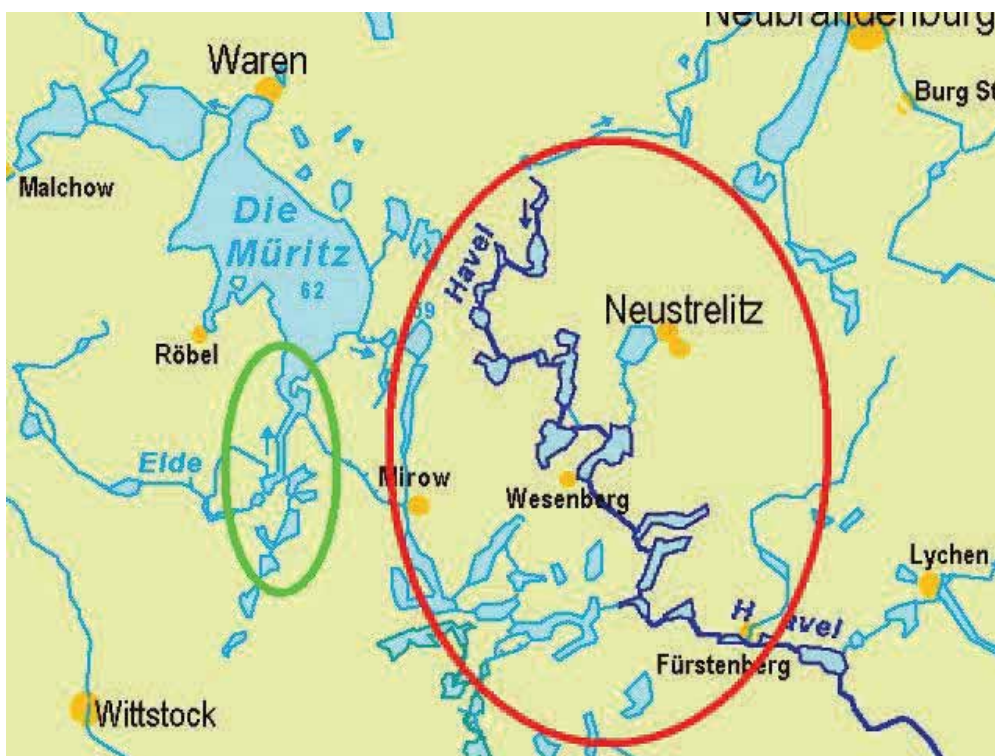 Neubrandenburg
Waren
Burg St
Malchow
Die
Müritz
62
Havel
59
Neustrelitz
Röbel
Elde
Mirow
Wesenberg
Lychen
Havel
Fürstenberg
Wittstock